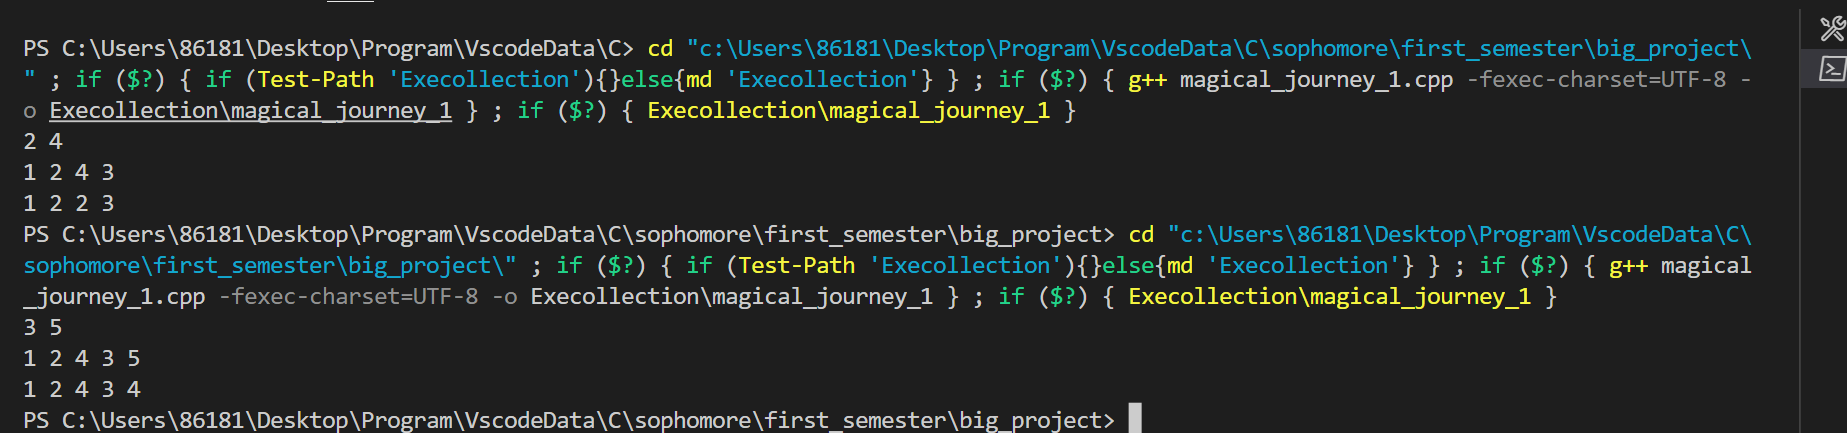 PS C:\Users\86181\Desktop\Program\VscodeData\C> cd "c:\Users\86181\Desktop\Program\VscodeData\C\sophomore\first_semester\big_project\
" ; if ($?) { if (Test-Path 'Execollection'){}else{md 'Execollection'} } ; if ($?) { g++ magical_journey_1.cpp -fexec-charset=UTF-8 -
o Execollection\magical_journey_1 } ; if ($?) { Execollection\magical_journey_1 }
2 4
1 2 4 3
1 2 2 3
PS C:\Users\86181\Desktop\Program\VscodeData\C\sophomore\first_semester\big_project> cd "c:\Users\86181\Desktop\Program\VscodeData\C\
sophomore\first_semester\big_project\" ; if ($?) { if (Test-Path 'Execollection'){}else{md 'Execollection'} } ; if ($?) { g++ magical
_journey_1.cpp -fexec-charset=UTF-8 -o Execollection\magical_journey_1 } ; if ($?) { Execollection\magical_journey_1 }
3 5
1 2 4 3 5
1 2 4 3 4
PS C:\Users\86181\Desktop\Program\VscodeData\C\sophomore\first_semester\big_project>